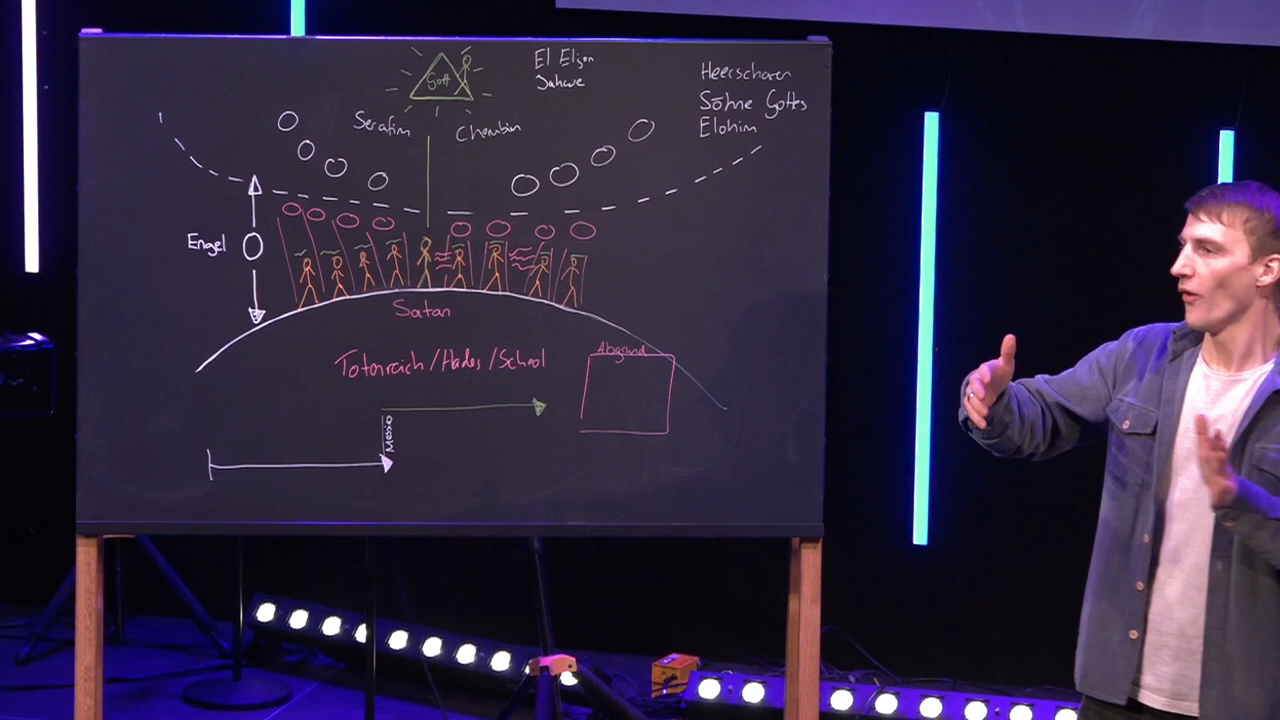 Gott
El Eljon
Jahwe
Heerscharen
Söhne Gottes
Elohim
Serafim
Cherubim
Engel
Satan
Totenreich/Hades/Scheol
Abgrund
Messias